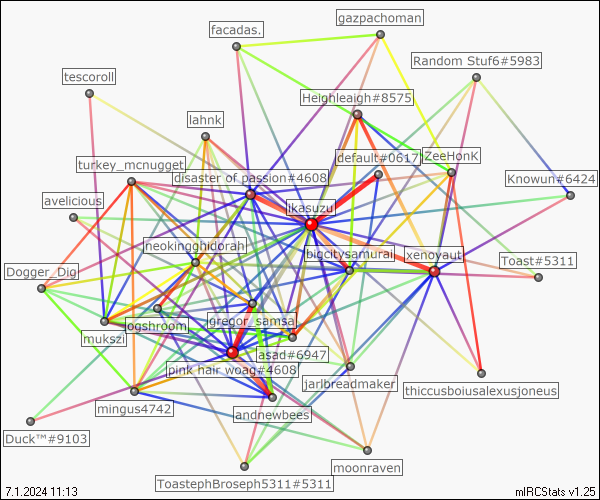 facadas.
gazpachoman
Random Stuf6#5983
tescoroll
Heighleaigh#8575
lahnk
default#0617
ZeeHonK
turkey_mcnugget
disaster of passion#4608
Knowun#6424
avelicious
ikasuzu
heokingghidorah
bigcitysamurai
xenoyaut
Toast#5311
Dogger_Dig
mukszi
ogshroom
gregor_samsa
asad#6947
pink hair woag#4608
jarlbreadmaker
thiccusboiusalexusjoneus
mingus4742
andnewbees
Duck™#9103
moonraven
ToastephBroseph5311#5311
7.1.2024 11:13
mIRCStats v1.25